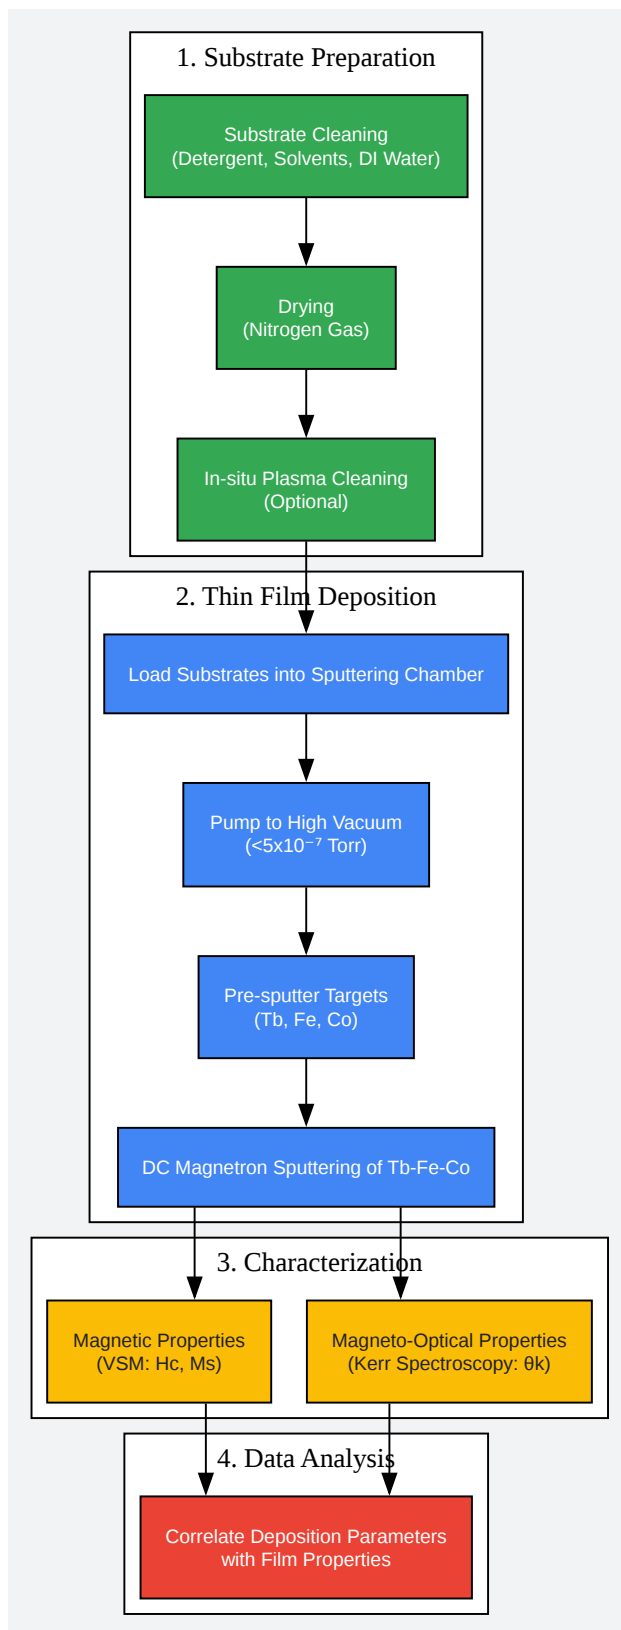 1. Substrate Preparation
Substrate Cleaning
(Detergent, Solvents, DI Water)
Drying
(Nitrogen Gas)
In-situ Plasma Cleaning
(Optional)
2. Thin Film Deposition
Load Substrates into Sputtering Chamber
Pump to High Vacuum
(<5x10⁻⁷ Torr)
Pre-sputter Targets
(Tb, Fe, Co)
DC Magnetron Sputtering of Tb-Fe-Co
3. Characterization
Magnetic Properties
(VSM: Hc, Ms)
Magneto-Optical Properties
(Kerr Spectroscopy: θk)
4. Data Analysis
Correlate Deposition Parameters
with Film Properties